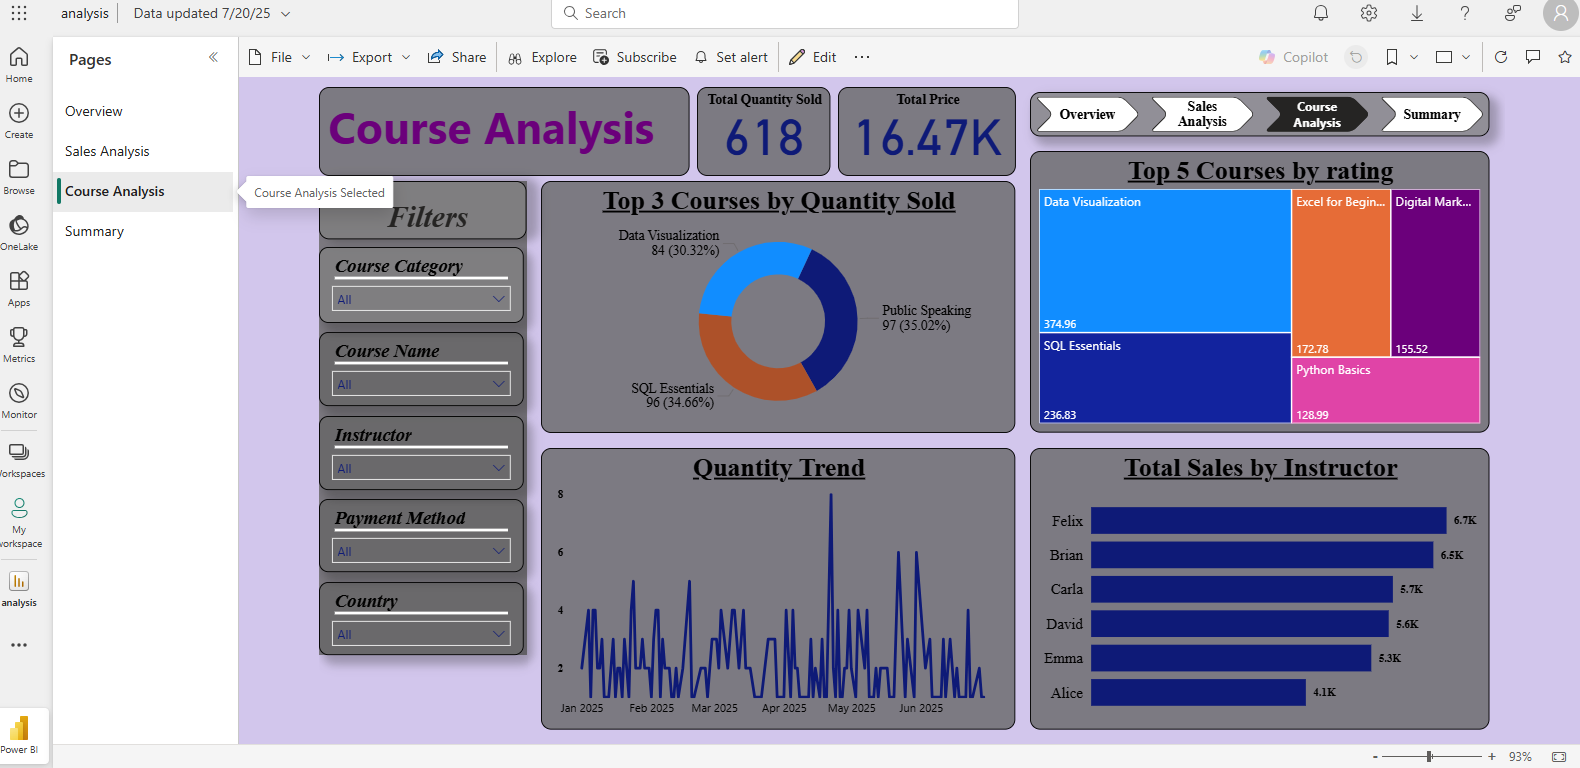 analysis
Data updated 7/20/25
Search
Home
Create
Browse
OneLake
Apps
Metrics
Monitor
Workspaces
My
workspace
analysis
Power BI
Pages
Overview
Sales Analysis
Course Analysis
Summary
Course Analysis Selected
File
Export
Share
Explore
Subscribe
Set alert
Edit
Copilot
Course Analysis
Total Quantity Sold
618
Total Price
16.47K
Overview
Sales
Analysis
Course
Analysis
Summary
Filters
Course Category
All
Course Name
All
Instructor
All
Payment Method
All
Country
All
Top 3 Courses by Quantity Sold
Data Visualization
84 (30.32%)
Public Speaking
97 (35.02%)
SQL Essentials
96 (34.66%)
Top 5 Courses by rating
Data Visualization
374.96
SQL Essentials
236.83
Excel for Begin...
172.78
Digital Mark...
155.52
Python Basics
128.99
Quantity Trend
8
6
4
2
Jan 2025
Feb 2025
Mar 2025
Apr 2025
May 2025
Jun 2025
Total Sales by Instructor
Felix
6.7K
Brian
6.5K
Carla
5.7K
David
5.6K
Emma
5.3K
Alice
4.1K
- + 93%